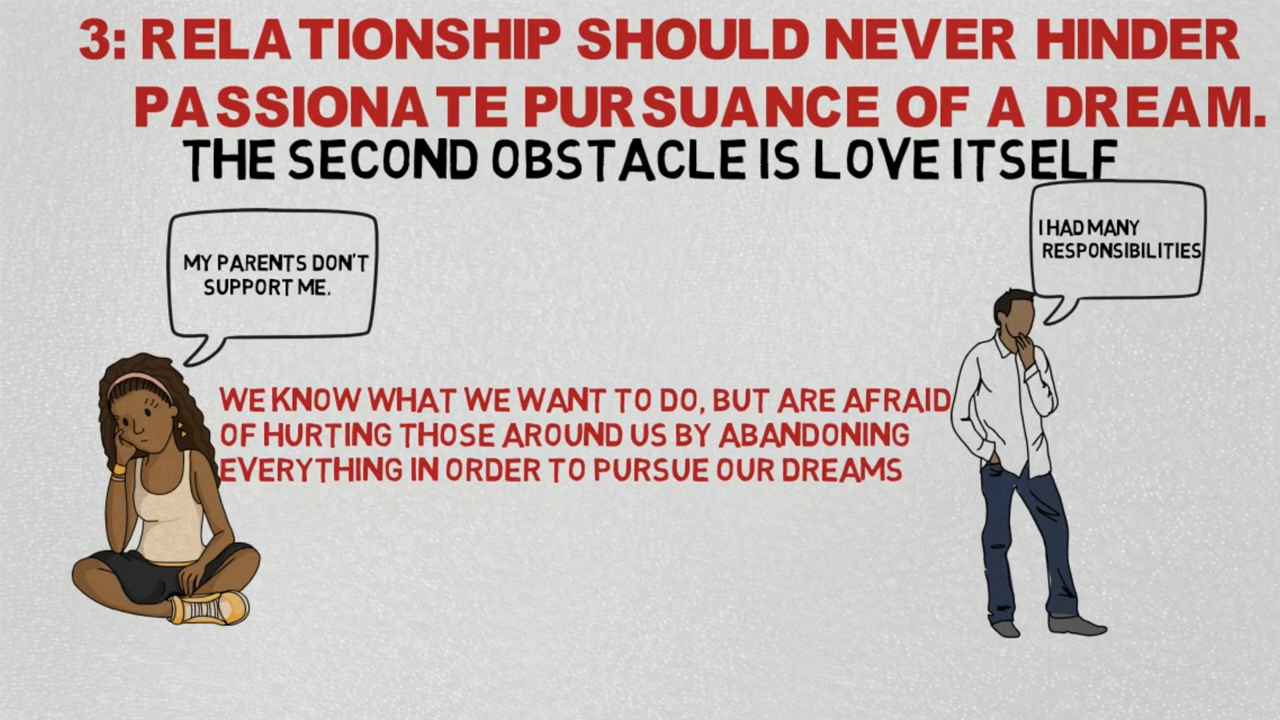 3: RELATIONSHIP SHOULD NEVER HINDER
PASSIONATE PURSUANCE OF A DREAM.
THE SECOND OBSTACLE IS LOVE ITSELF
MY PARENTS DON'T
SUPPORT ME.
I HAD MANY
RESPONSIBILITIES
WE KNOW WHAT WE WANT TO DO, BUT ARE AFRAID
OF HURTING THOSE AROUND US BY ABANDONING
EVERYTHING IN ORDER TO PURSUE OUR DREAMS